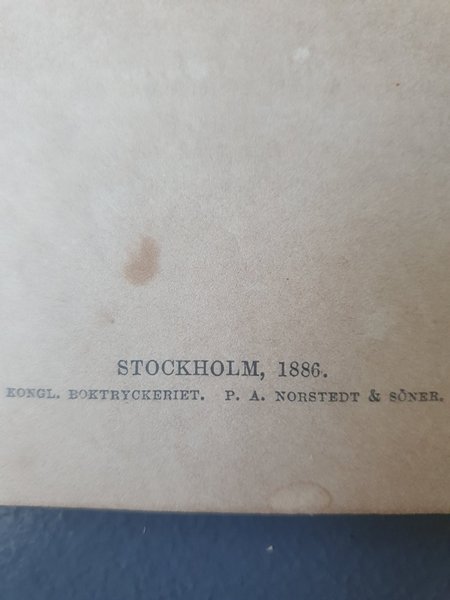 STOCKHOLM, 1886.
KONGL. BOKTRYCKERIET. P. A. NORSTEDT & SÖNER.